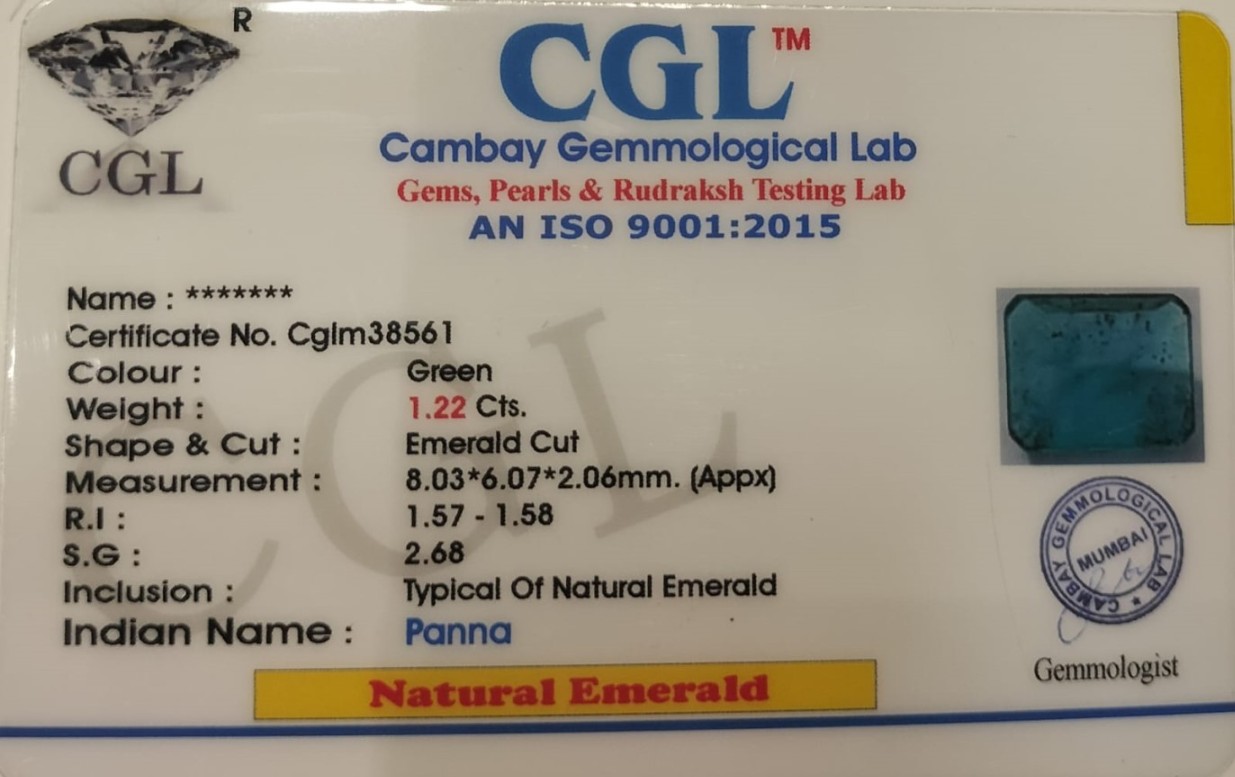 R
CGL
CGL™
Cambay Gemmological Lab
Gems, Pearls & Rudraksh Testing Lab
AN ISO 9001:2015
Name : *******
Certificate No. Cglm38561
Colour : Green
Weight : 1.22 Cts.
Shape & Cut : Emerald Cut
Measurement : 8.03*6.07*2.06mm. (Appx)
R.I : 1.57 - 1.58
S.G : 2.68
Inclusion : Typical Of Natural Emerald
Indian Name : Panna
CGL
CAMBAY GEMMOLOGICAL LAB *
MUMBAI
Gemmologist
Natural Emerald